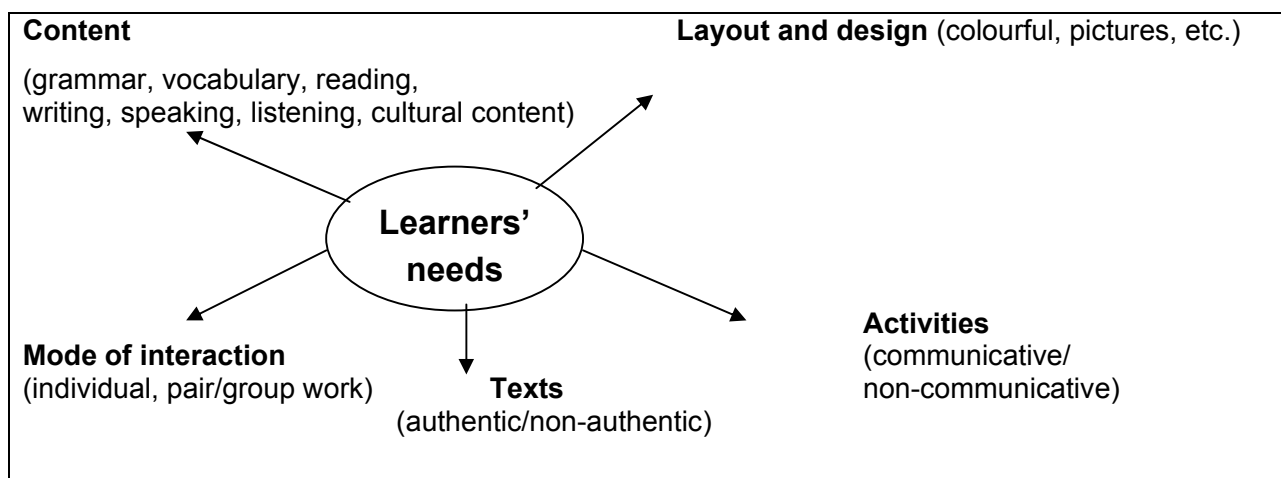 Content
(grammar, vocabulary, reading,
writing, speaking, listening, cultural content)
Layout and design (colourful, pictures, etc.)
Learners’
needs
Mode of interaction
(individual, pair/group work)
Texts
(authentic/non-authentic)
Activities
(communicative/
non-communicative)